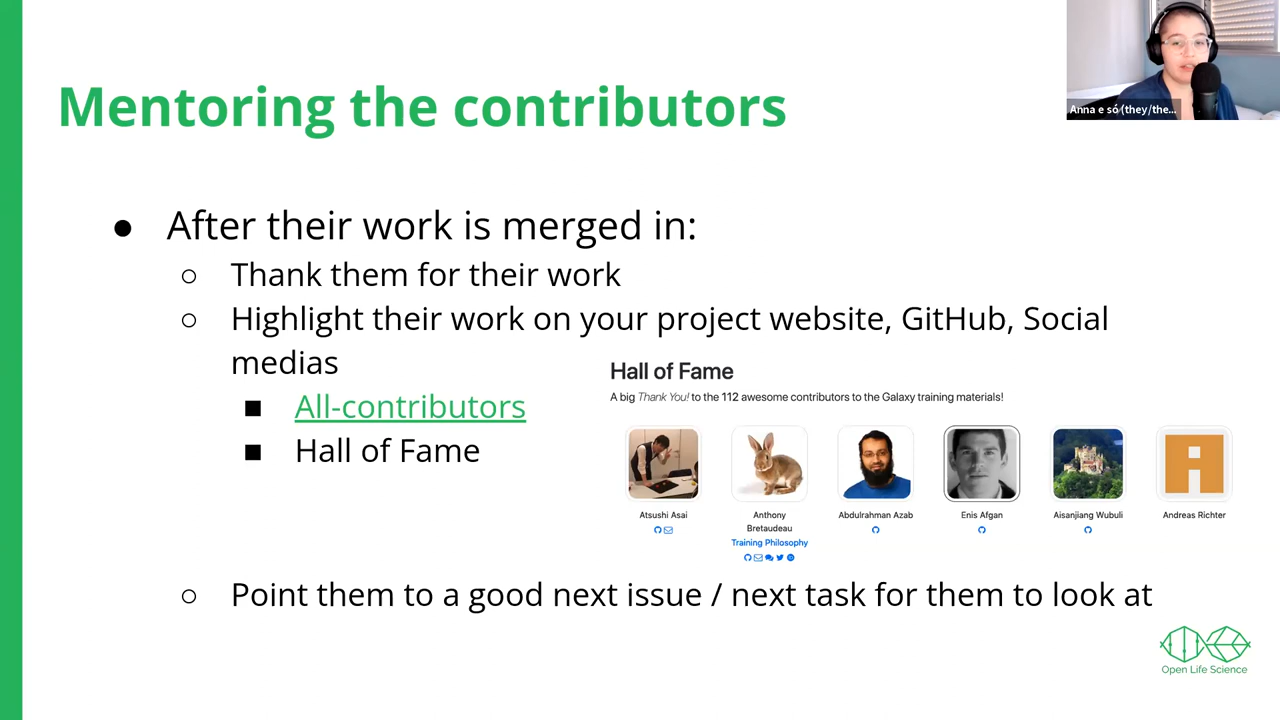 Mentoring the contributors
Anna e só (they/the...
● After their work is merged in:
○ Thank them for their work
○ Highlight their work on your project website, GitHub, Social
medias
■ All-contributors
■ Hall of Fame
Hall of Fame
A big Thank You! to the 112 awesome contributors to the Galaxy training materials!
Atsushi Asai
Anthony
Bretaudeau
Training Philosophy
Abdulrahman Azab
Enis Afgan
Aisanjiang Wubuli
Andreas Richter
○ Point them to a good next issue / next task for them to look at
Open Life Science